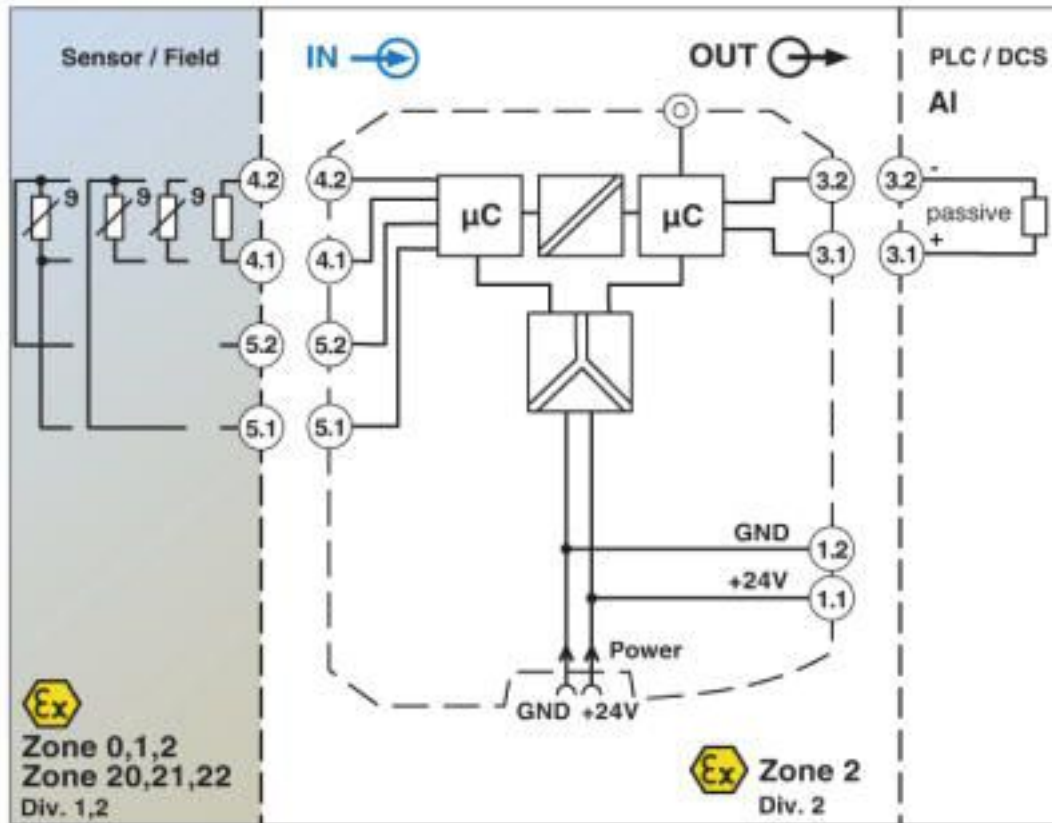 Sensor / Field
IN
OUT
PLC / DCS
AI
ϑ
ϑ
ϑ
4.2
4.2
µC
µC
3.2
3.2
-
passive
+
4.1
4.1
3.1
3.1
5.2
5.2
5.1
5.1
GND
1.2
+24V
1.1
Power
GND
+24V
Ex
Zone 0,1,2
Zone 20,21,22
Div. 1,2
Ex
Zone 2
Div. 2